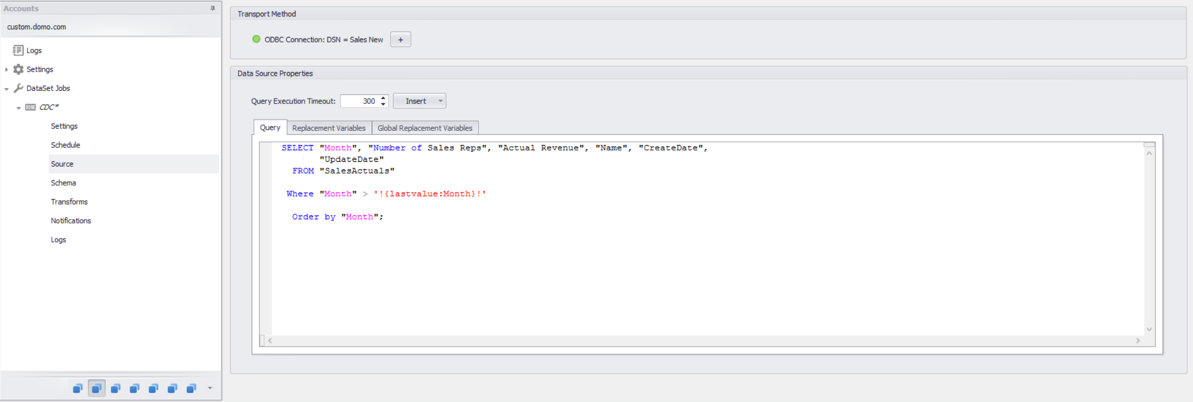 Accounts
custom.domo.com
Logs
Settings
DataSet Jobs
CDC*
Settings
Schedule
Source
Schema
Transforms
Notifications
Logs
Transport Method
ODBC Connection: DSN = Sales New +
Data Source Properties
Query Execution Timeout: 300 Insert
Query Replacement Variables Global Replacement Variables
SELECT "Month", "Number of Sales Reps", "Actual Revenue", "Name", "CreateDate",
"UpdateDate"
FROM "SalesActuals"
Where "Month" > '!{lastvalue:Month}!'
Order by "Month";